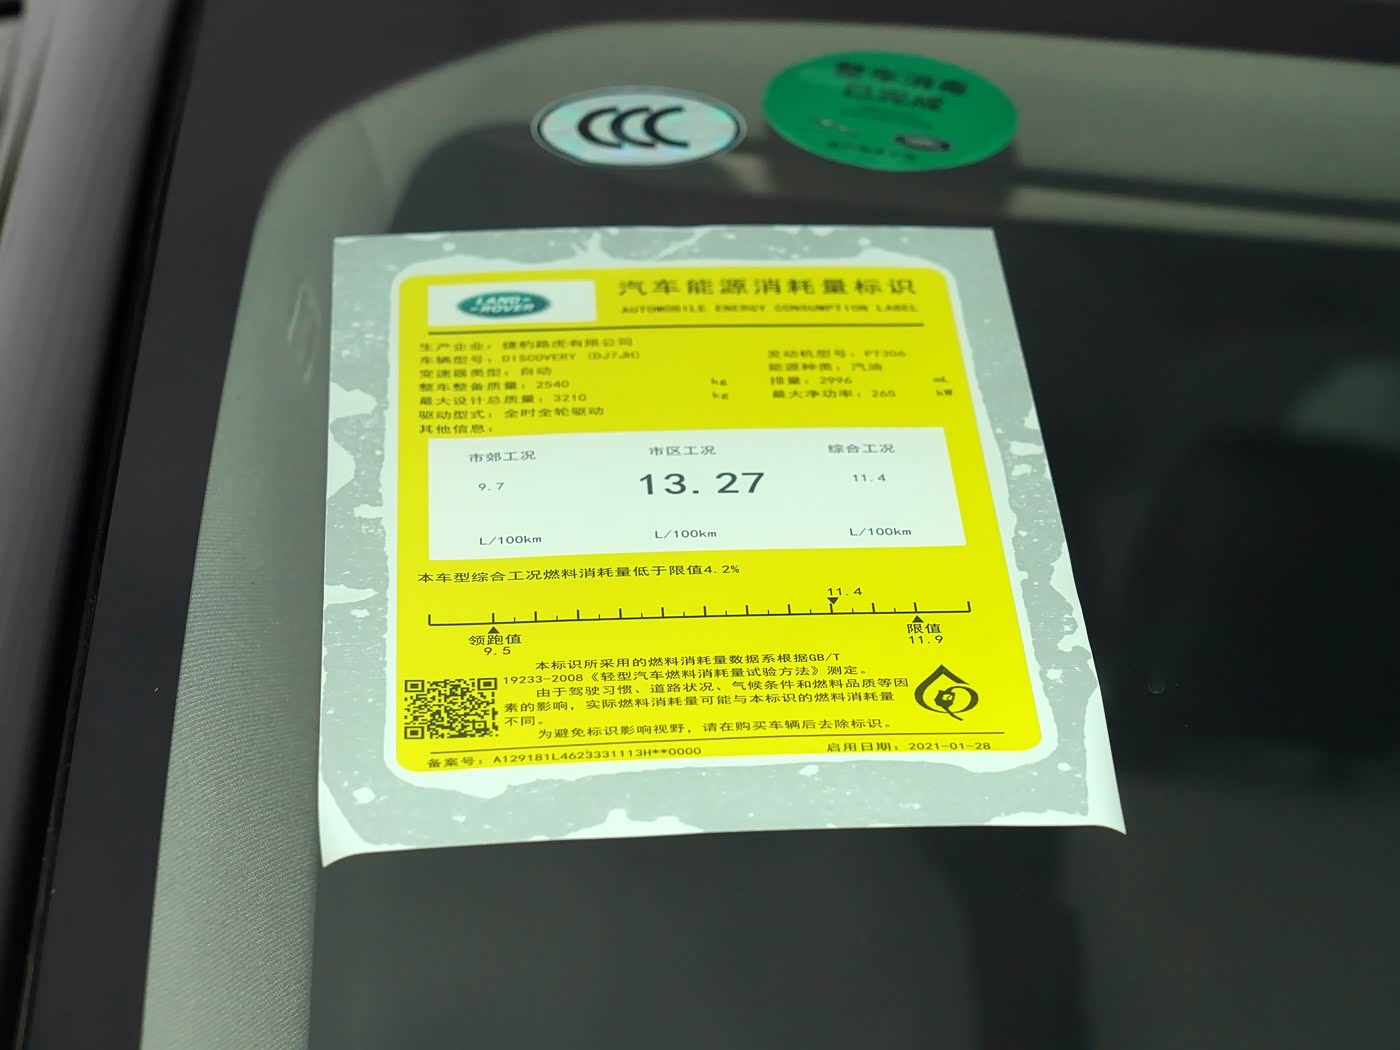 CCC
整车消毒
已完成
LAND-
-ROVER
汽车能源消耗量标识
AUTOMOBILE ENERGY CONSUMPTION LABEL
生产企业：捷豹路虎有限公司
车辆型号：DISCOVERY (DJ7JH)
发动机型号：PT306
变速器类型：自动
能源种类：汽油
整车整备质量：2540 kg
排量：2996 mL
最大设计总质量：3210 kg
最大净功率：265 kW
驱动型式：全时全轮驱动
其他信息：
市郊工况 市区工况 综合工况
9.7 13.27 11.4
L/100km L/100km L/100km
本车型综合工况燃料消耗量低于限值4.2%
11.4
领跑值 限值
9.5 11.9
本标识所采用的燃料消耗量数据系根据GB/T
19233-2008《轻型汽车燃料消耗量试验方法》测定。
由于驾驶习惯、道路状况、气候条件和燃料品质等因
素的影响，实际燃料消耗量可能与本标识的燃料消耗量
不同。
为避免标识影响视野，请在购买车辆后去除标识。
备案号：A129181L4623331113H**0000 启用日期：2021-01-28